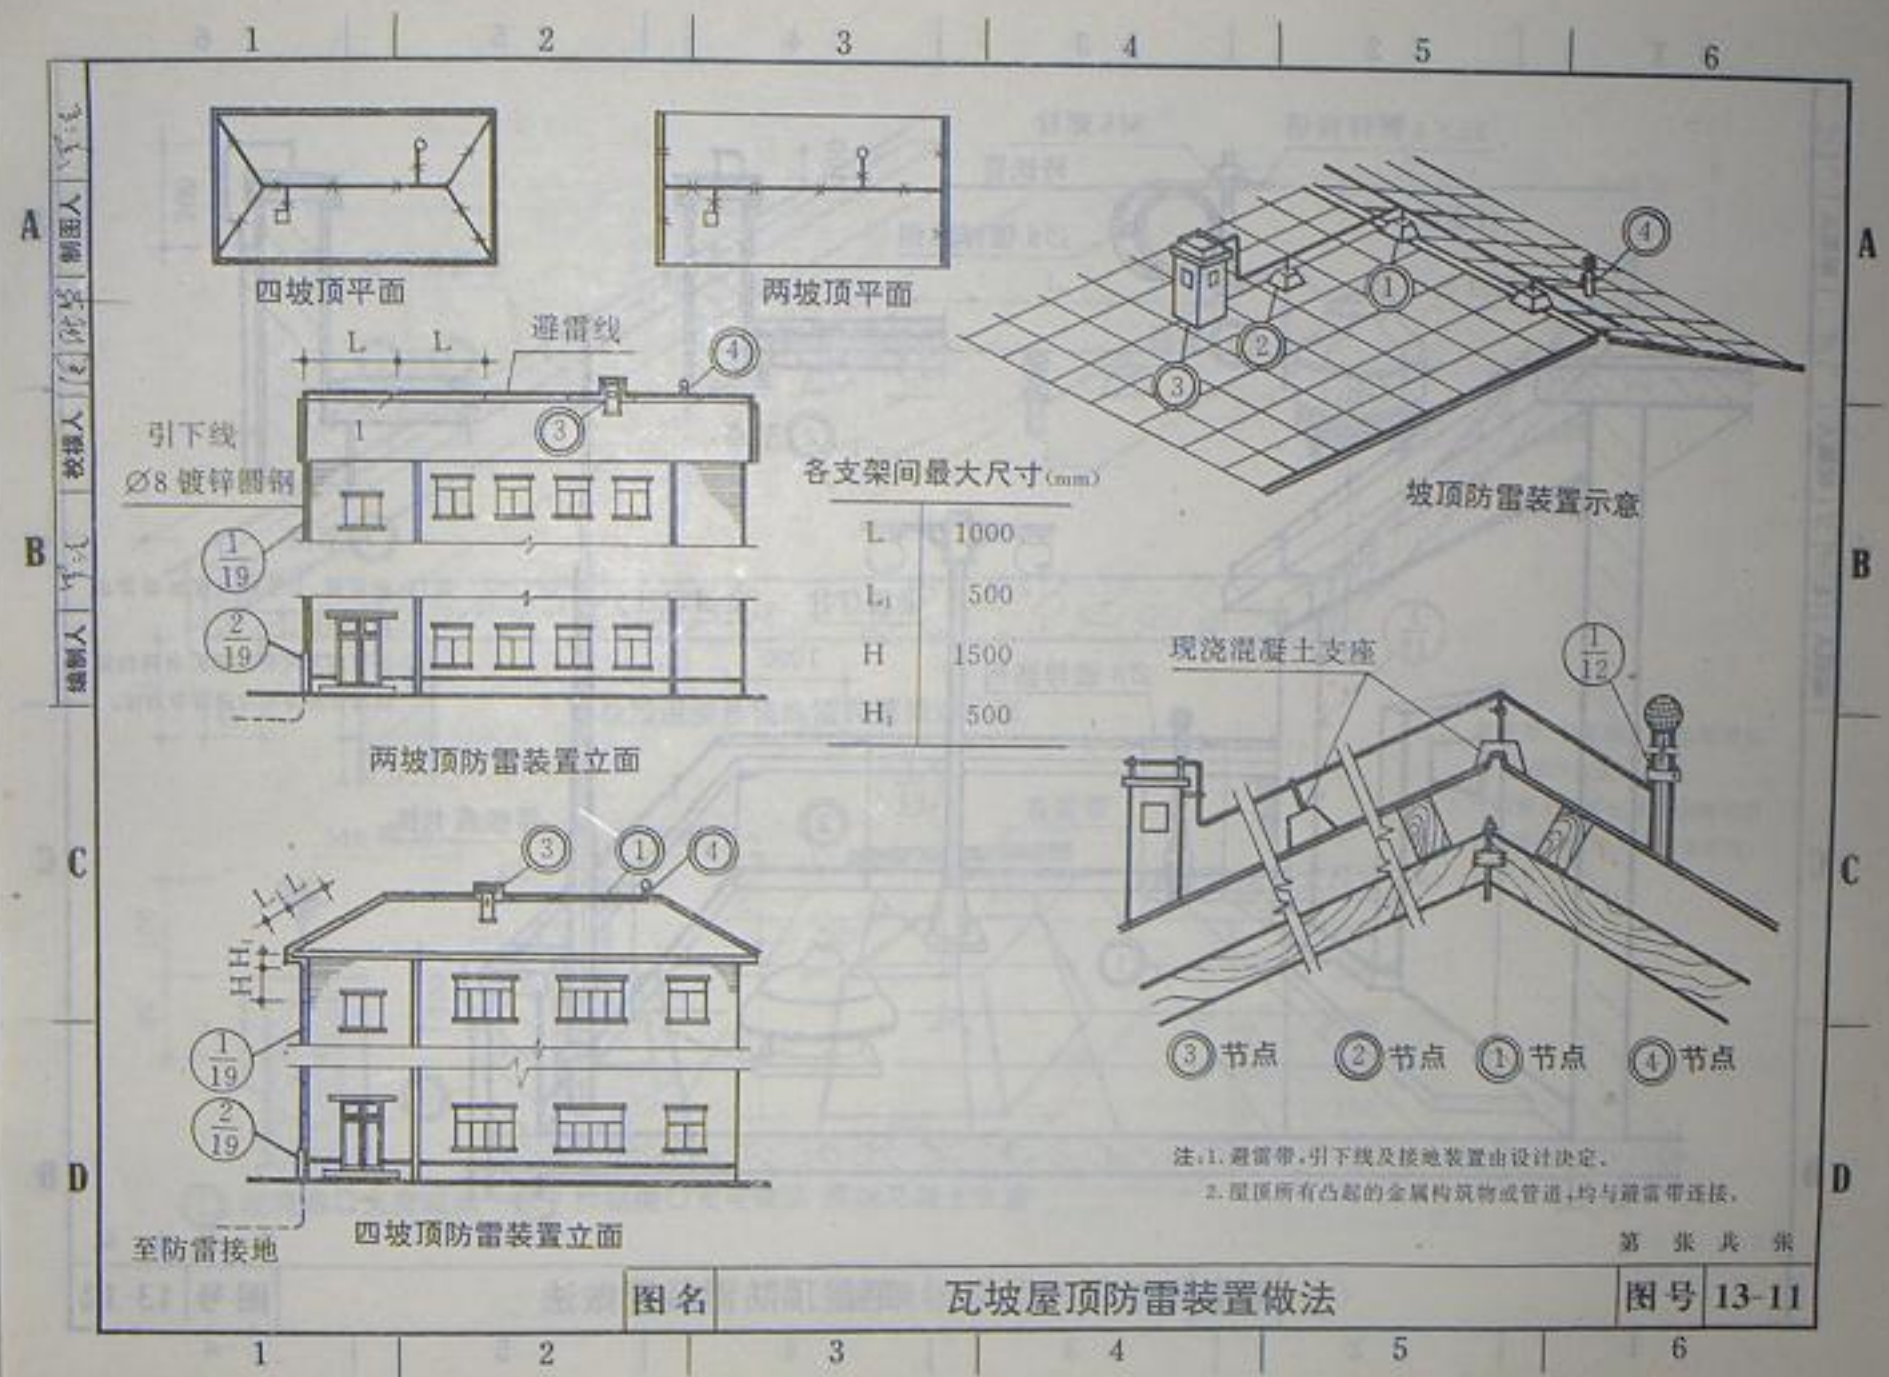 1 2 3 4 5 6
A
B
C
D
A
B
C
D
制图人
校核人
编制人
四坡顶平面
两坡顶平面
L L
避雷线
④
③
1
引下线
∅8 镀锌圆钢
1/19
2/19
两坡顶防雷装置立面
各支架间最大尺寸(mm)
L 1000
L₁ 500
H 1500
H₁ 500
④
①
②
③
坡顶防雷装置示意
现浇混凝土支座
1/12
③节点 ②节点 ①节点 ④节点
③ ① ④
L₁ L
H₁
H
1/19
2/19
至防雷接地
四坡顶防雷装置立面
注:1. 避雷带,引下线及接地装置由设计决定。
2. 屋顶所有凸起的金属构筑物或管道,均与避雷带连接。
第 张 共 张
图名 瓦坡屋顶防雷装置做法 图号 13-11
1 2 3 4 5 6